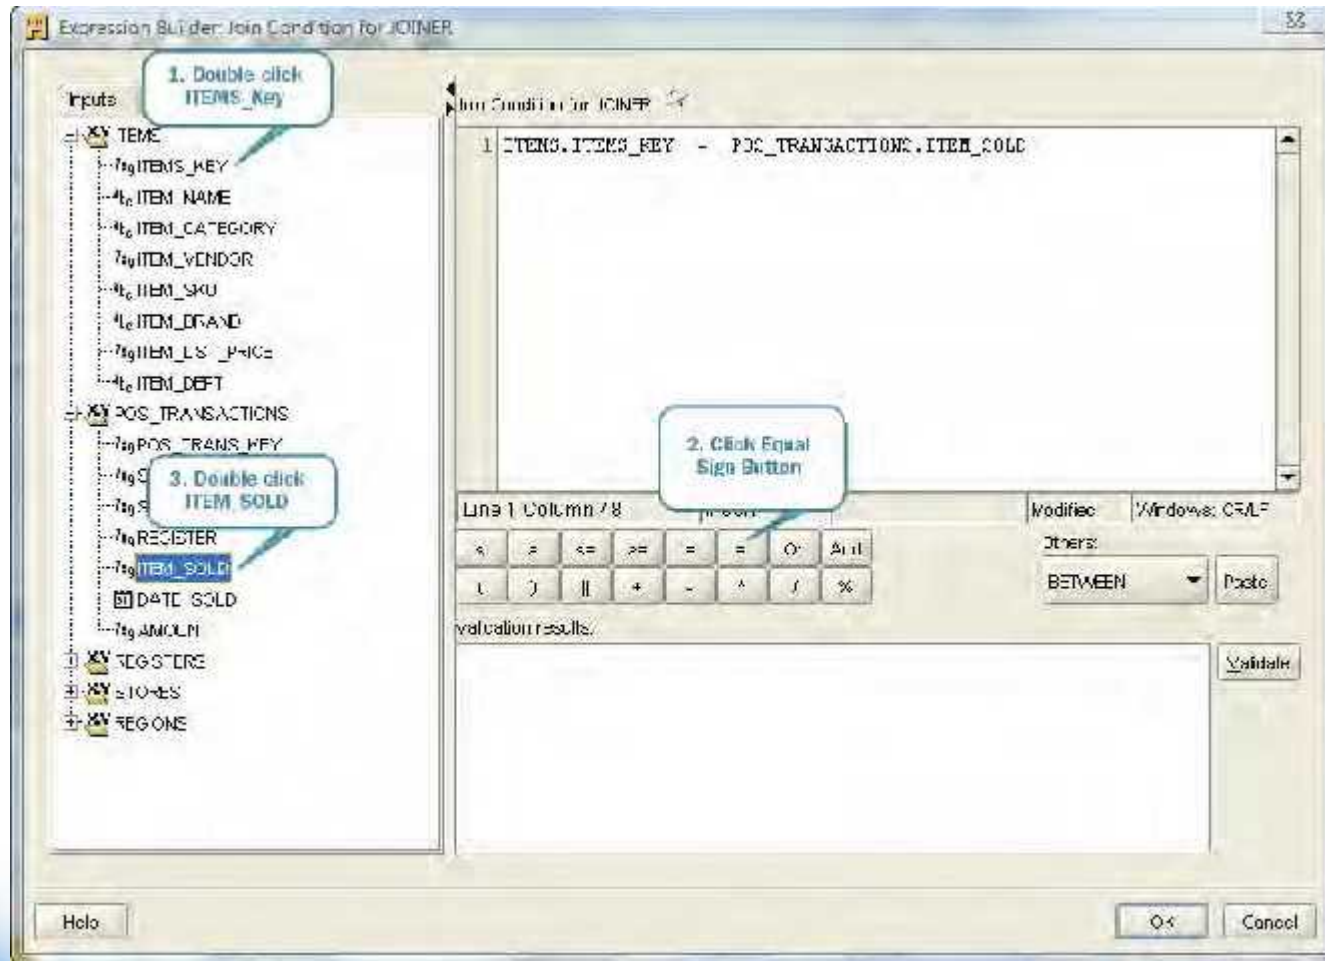 Expression Builder: Join Condition for JOINER
1. Double click
ITEMS_Key
Inputs
Join Condition for JOINER
ITEMS
ITEMS_KEY
ITEM_NAME
ITEM_CATEGORY
ITEM_VENDOR
ITEM_SKU
ITEM_BRAND
ITEM_LIST_PRICE
ITEM_DEPT
POS_TRANSACTIONS
POS_TRANS_KEY
3. Double click
ITEM_SOLD
REGISTER
ITEM_SOLD
DATE_SOLD
AMOUNT
REGISTERS
STORES
REGIONS
1 ITEMS.ITEMS_KEY = POS_TRANSACTIONS.ITEM_SOLD
2. Click Equal
Sign Button
Line 1 Column 78
Modified
Windows: CR/LF
< > <= >= = Or And
( ) || + - * / %
Others:
BETWEEN
Paste
Validation results:
Validate
Help
OK
Cancel